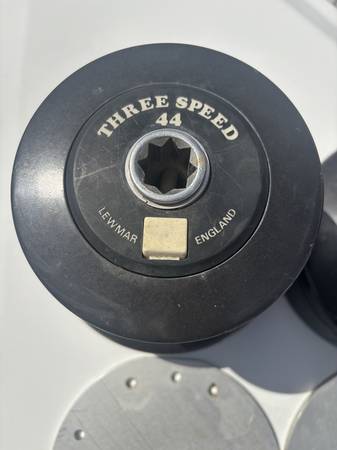 THREE SPEED
44
LEWMAR ENGLAND